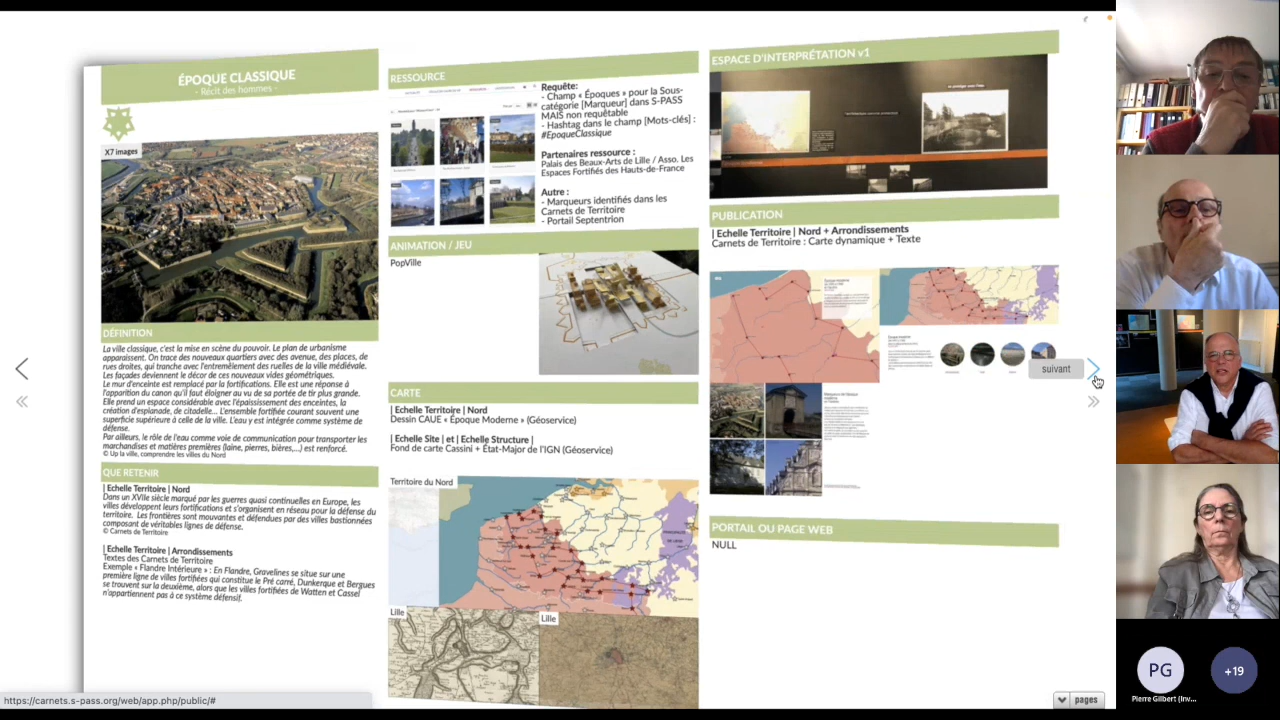 ÉPOQUE CLASSIQUE
- Récit des hommes -
X7 images
DÉFINITION
La ville classique, c'est la mise en scène du pouvoir. Le plan de urbanisme
apparaissent. On trace des nouveaux quartiers avec des avenue, des places, de
rues droites, qui tranche avec l'entremêlement des ruelles de la ville médiévale.
Les façades deviennent le décor de ces nouveaux vides géométriques.
Le mur d'enceinte est remplacé par la fortifications. Elle est une réponse à
l'apparition du canon qu'il faut éloigner au vu de sa portée de tir plus grande.
Elle prend un espace considérable avec l'épaississement des enceintes, la
création d'esplanade, de citadelle... L'ensemble fortifiée courant souvent une
superficie supérieure à celle de la ville. L'eau y est intégrée comme système de
défense.
Par ailleurs, le rôle de l'eau comme voie de communication pour transporter les
marchandises et matières premières (laine, pierres, bières,...) est renforcé.
© Up la ville, comprendre les villes du Nord
QUE RETENIR
| Echelle Territoire | Nord
Dans un XVIIe siècle marqué par les guerres quasi continuelles en Europe, les
villes développent leurs fortifications et s'organisent en réseau pour la défense du
territoire. Les frontières sont mouvantes et défendues par des villes bastionnées
composant de véritables lignes de défense.
© Carnets de Territoire
| Echelle Territoire | Arrondissements
Textes des Carnets de Territoire
Exemple « Flandre Intérieure » : En Flandre, Gravelines se situe sur une
première ligne de villes fortifiées qui constitue le Pré carré, Dunkerque et Bergues
se trouvent sur la deuxième, alors que les villes fortifiées de Watten et Cassel
n'appartiennent pas à ce système défensif.
RESSOURCE
Requête:
- Champ « Époques » pour la Sous-
catégorie [Marqueur] dans S-PASS
MAIS non requêtable
- Hashtag dans le champ [Mots-clés] :
#EpoqueClassique
Partenaires ressource :
Palais des Beaux-Arts de Lille / Asso. Les
Espaces Fortifiés des Hauts-de-France
Autre :
- Marqueurs identifiés dans les
Carnets de Territoire
- Portail Septentrion
ANIMATION / JEU
PopVille
CARTE
| Echelle Territoire | Nord
Dessin CAUE « Époque Moderne » (Géoservice)
| Echelle Site | et | Echelle Structure |
Fond de carte Cassini + État-Major de l'IGN (Géoservice)
Territoire du Nord
Lille
Lille
ESPACE D'INTERPRÉTATION v1
PUBLICATION
| Echelle Territoire | Nord + Arrondissements
Carnets de Territoire : Carte dynamique + Texte
suivant
PORTAIL OU PAGE WEB
NULL
pages
https://carnets.s-pass.org/web/app.php/public/#
PG
Pierre Gilbert (Inv...
+19